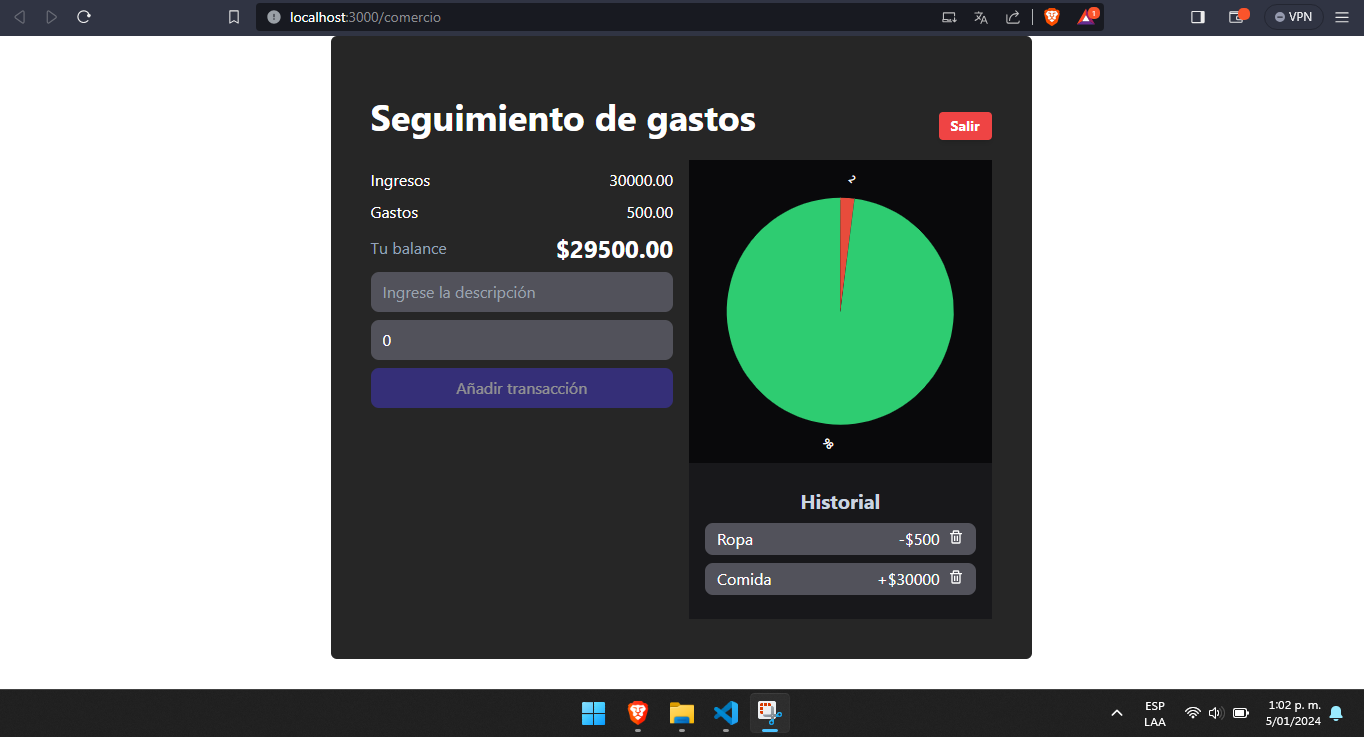 localhost:3000/comercio
1
VPN
Seguimiento de gastos
Salir
Ingresos 30000.00
Gastos 500.00
Tu balance $29500.00
Ingrese la descripción
0
Añadir transacción
2
98
Historial
Ropa -$500
Comida +$30000
ESP
LAA
1:02 p. m.
5/01/2024